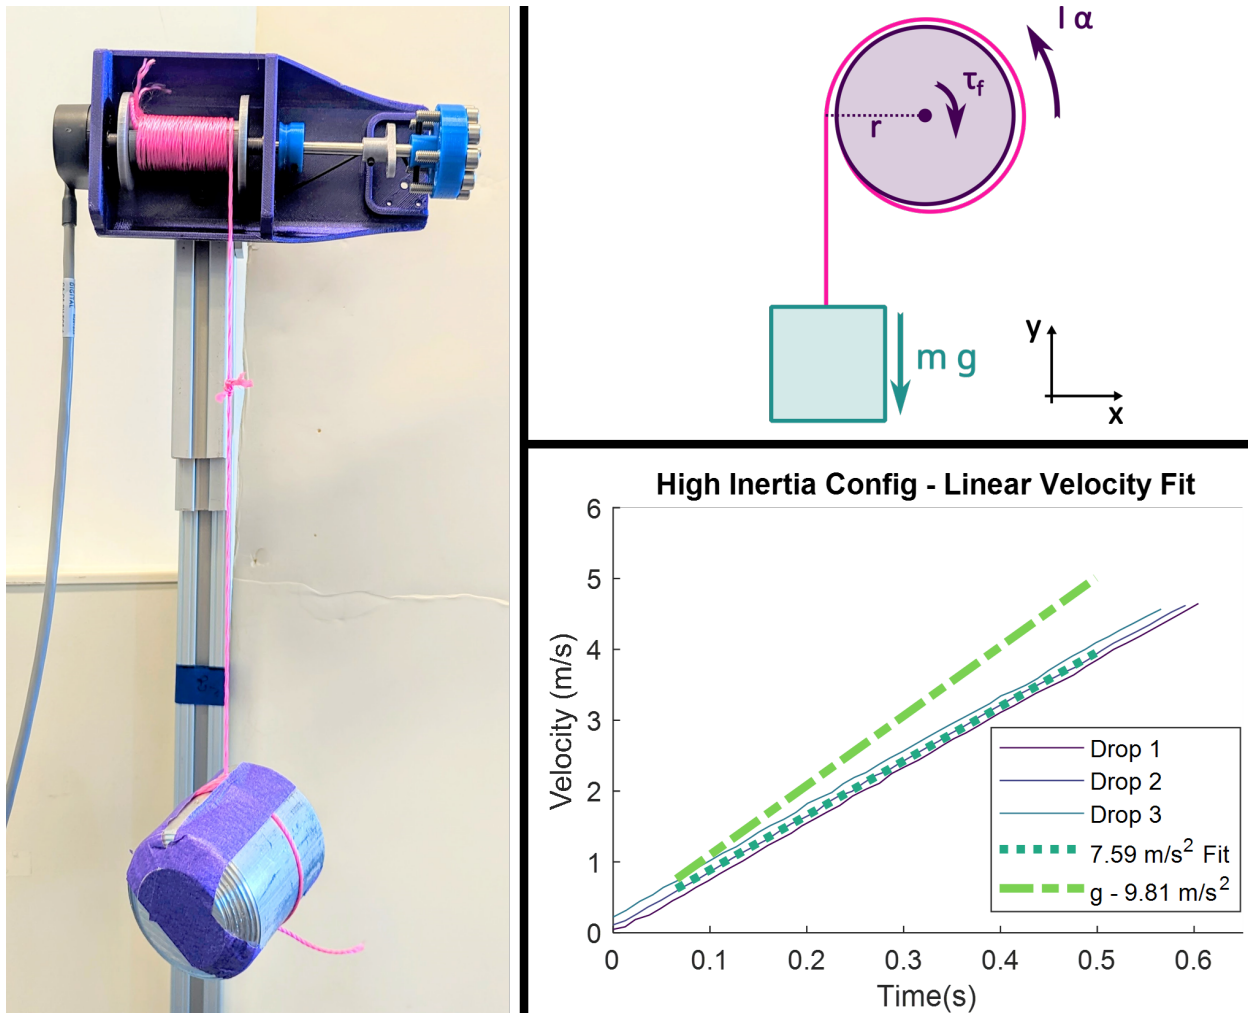 DIGITAL
I α
τf
r
m g
y
x
High Inertia Config - Linear Velocity Fit
Velocity (m/s)
6
5
4
3
2
1
0
Drop 1
Drop 2
Drop 3
7.59 m/s² Fit
g - 9.81 m/s²
0 0.1 0.2 0.3 0.4 0.5 0.6
Time(s)